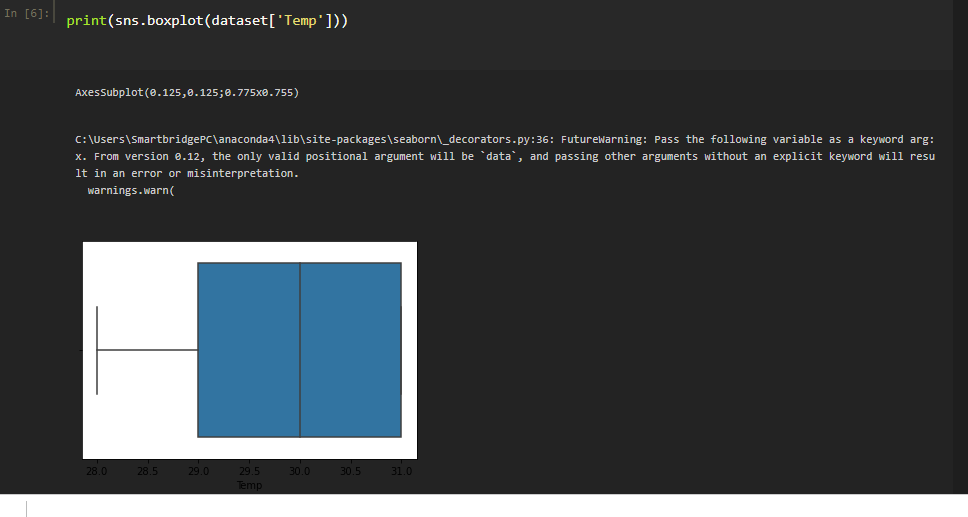 In [6]:
print(sns.boxplot(dataset['Temp']))
AxesSubplot(0.125,0.125;0.775x0.755)
C:\Users\SmartbridgePC\anaconda4\lib\site-packages\seaborn\_decorators.py:36: FutureWarning: Pass the following variable as a keyword arg:
x. From version 0.12, the only valid positional argument will be `data`, and passing other arguments without an explicit keyword will resu
lt in an error or misinterpretation.
warnings.warn(
28.0 28.5 29.0 29.5 30.0 30.5 31.0
Temp